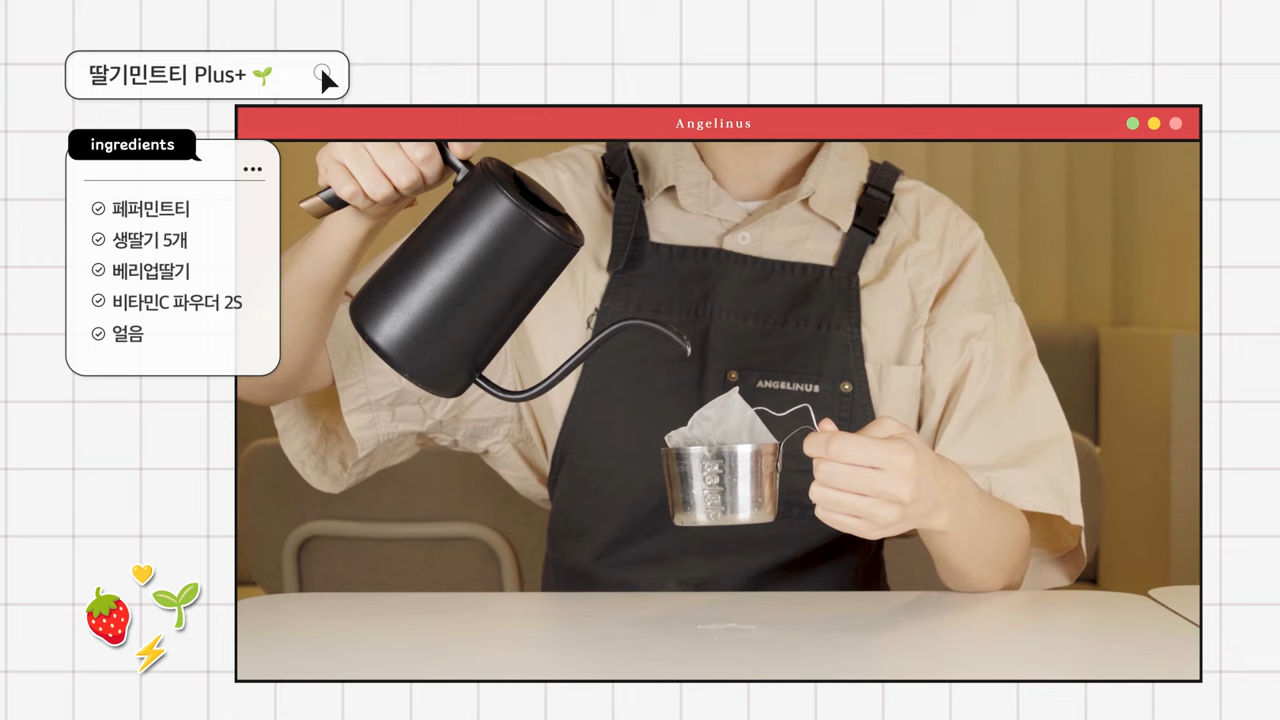 딸기민트티 Plus+
Angelinus
ingredients
페퍼민트티
생딸기 5개
베리업딸기
비타민C 파우더 2S
얼음
ANGELINUS